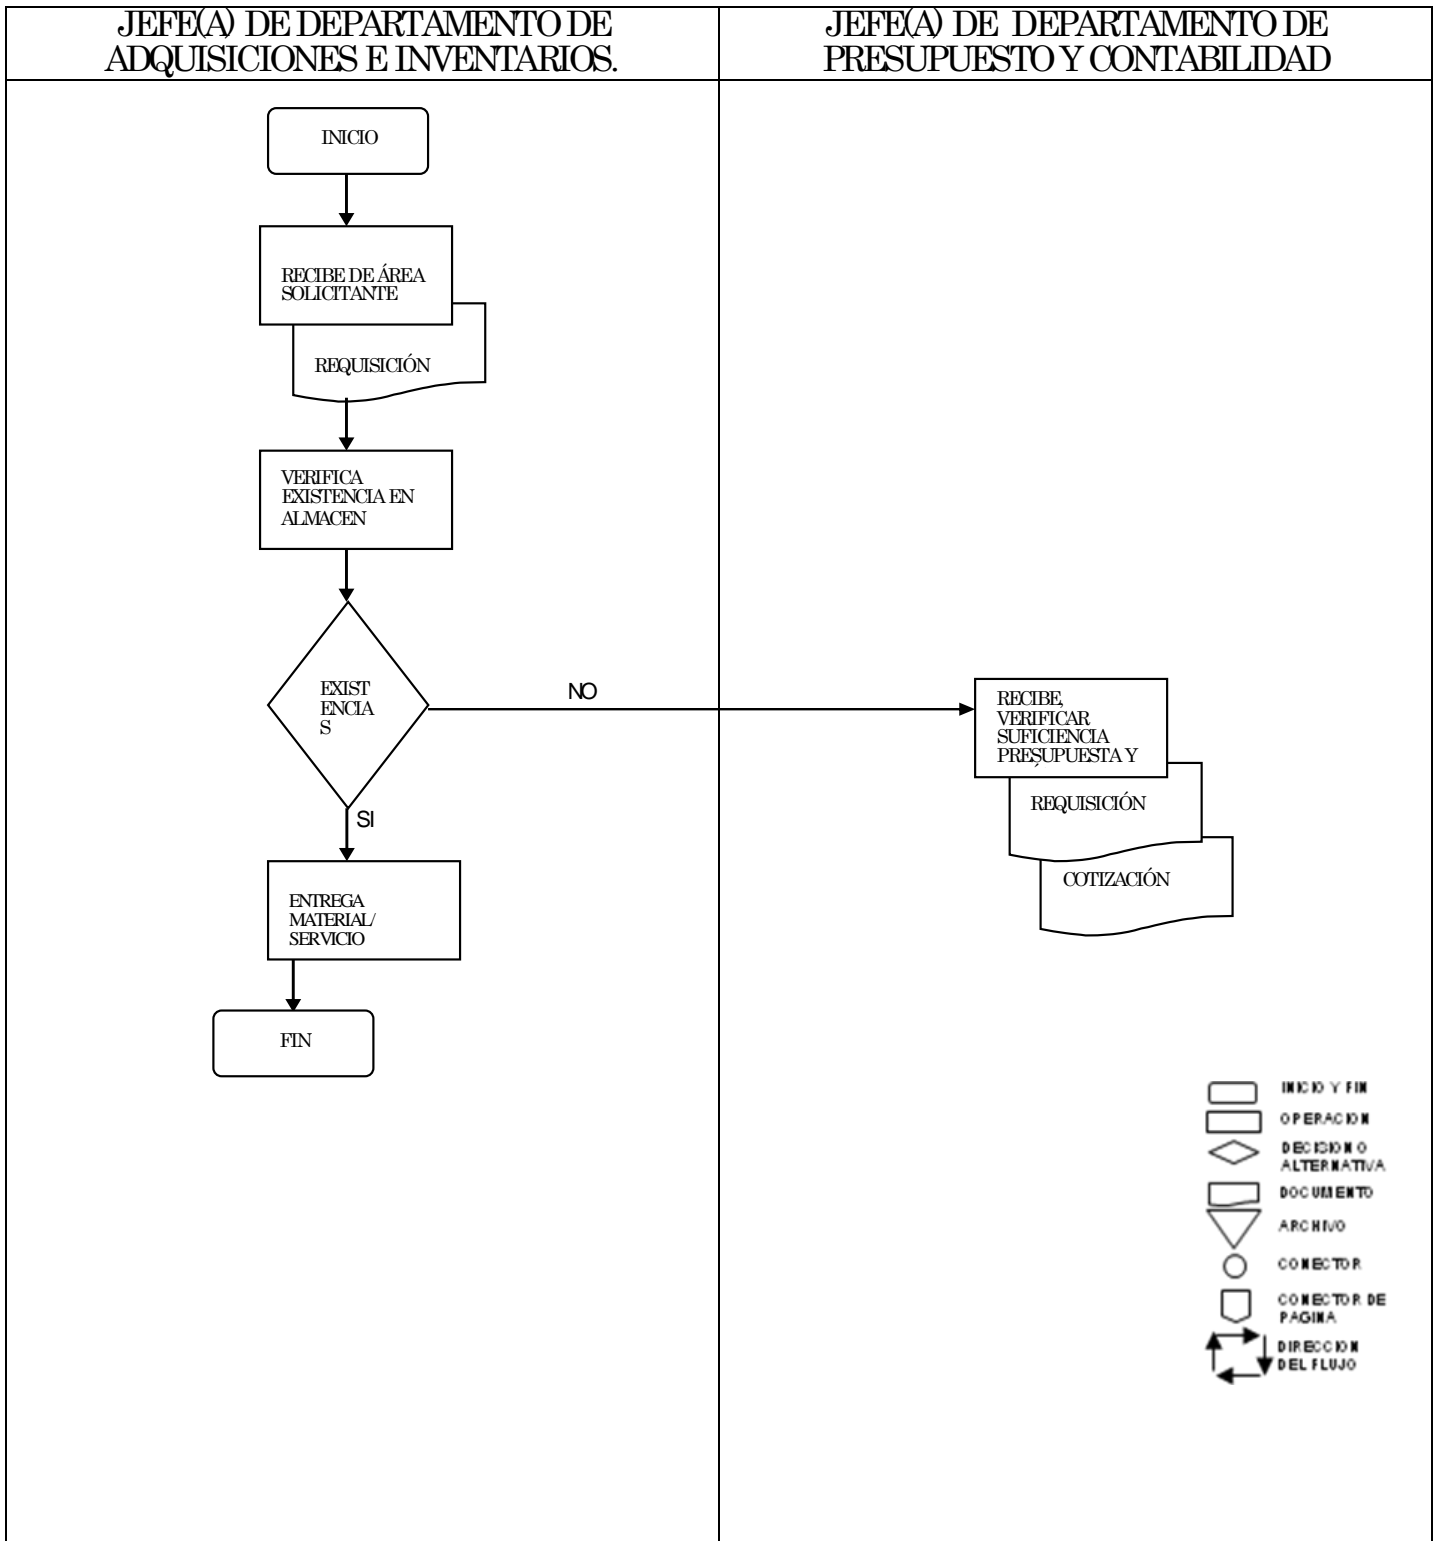 JEFE(A) DE DEPARTAMENTO DE
ADQUISICIONES E INVENTARIOS.
JEFE(A) DE DEPARTAMENTO DE
PRESUPUESTO Y CONTABILIDAD
INICIO
RECIBE DE ÁREA
SOLICITANTE
REQUISICIÓN
VERIFICA
EXISTENCIA EN
ALMACEN
EXIST
ENCIA
S
NO
RECIBE,
VERIFICAR
SUFICIENCIA
PRESUPUESTA Y
REQUISICIÓN
COTIZACIÓN
SI
ENTREGA
MATERIAL/
SERVICIO
FIN
INICIO Y FIN
OPERACION
DECISION O
ALTERNATIVA
DOCUMENTO
ARCHIVO
CONECTOR
CONECTOR DE
PAGINA
DIRECCION
DEL FLUJO